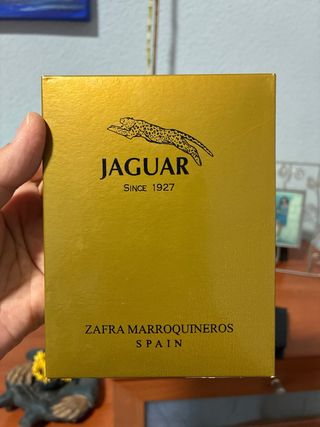 JAGUAR
SINCE 1927
ZAFRA MARROQUINEROS
SPAIN